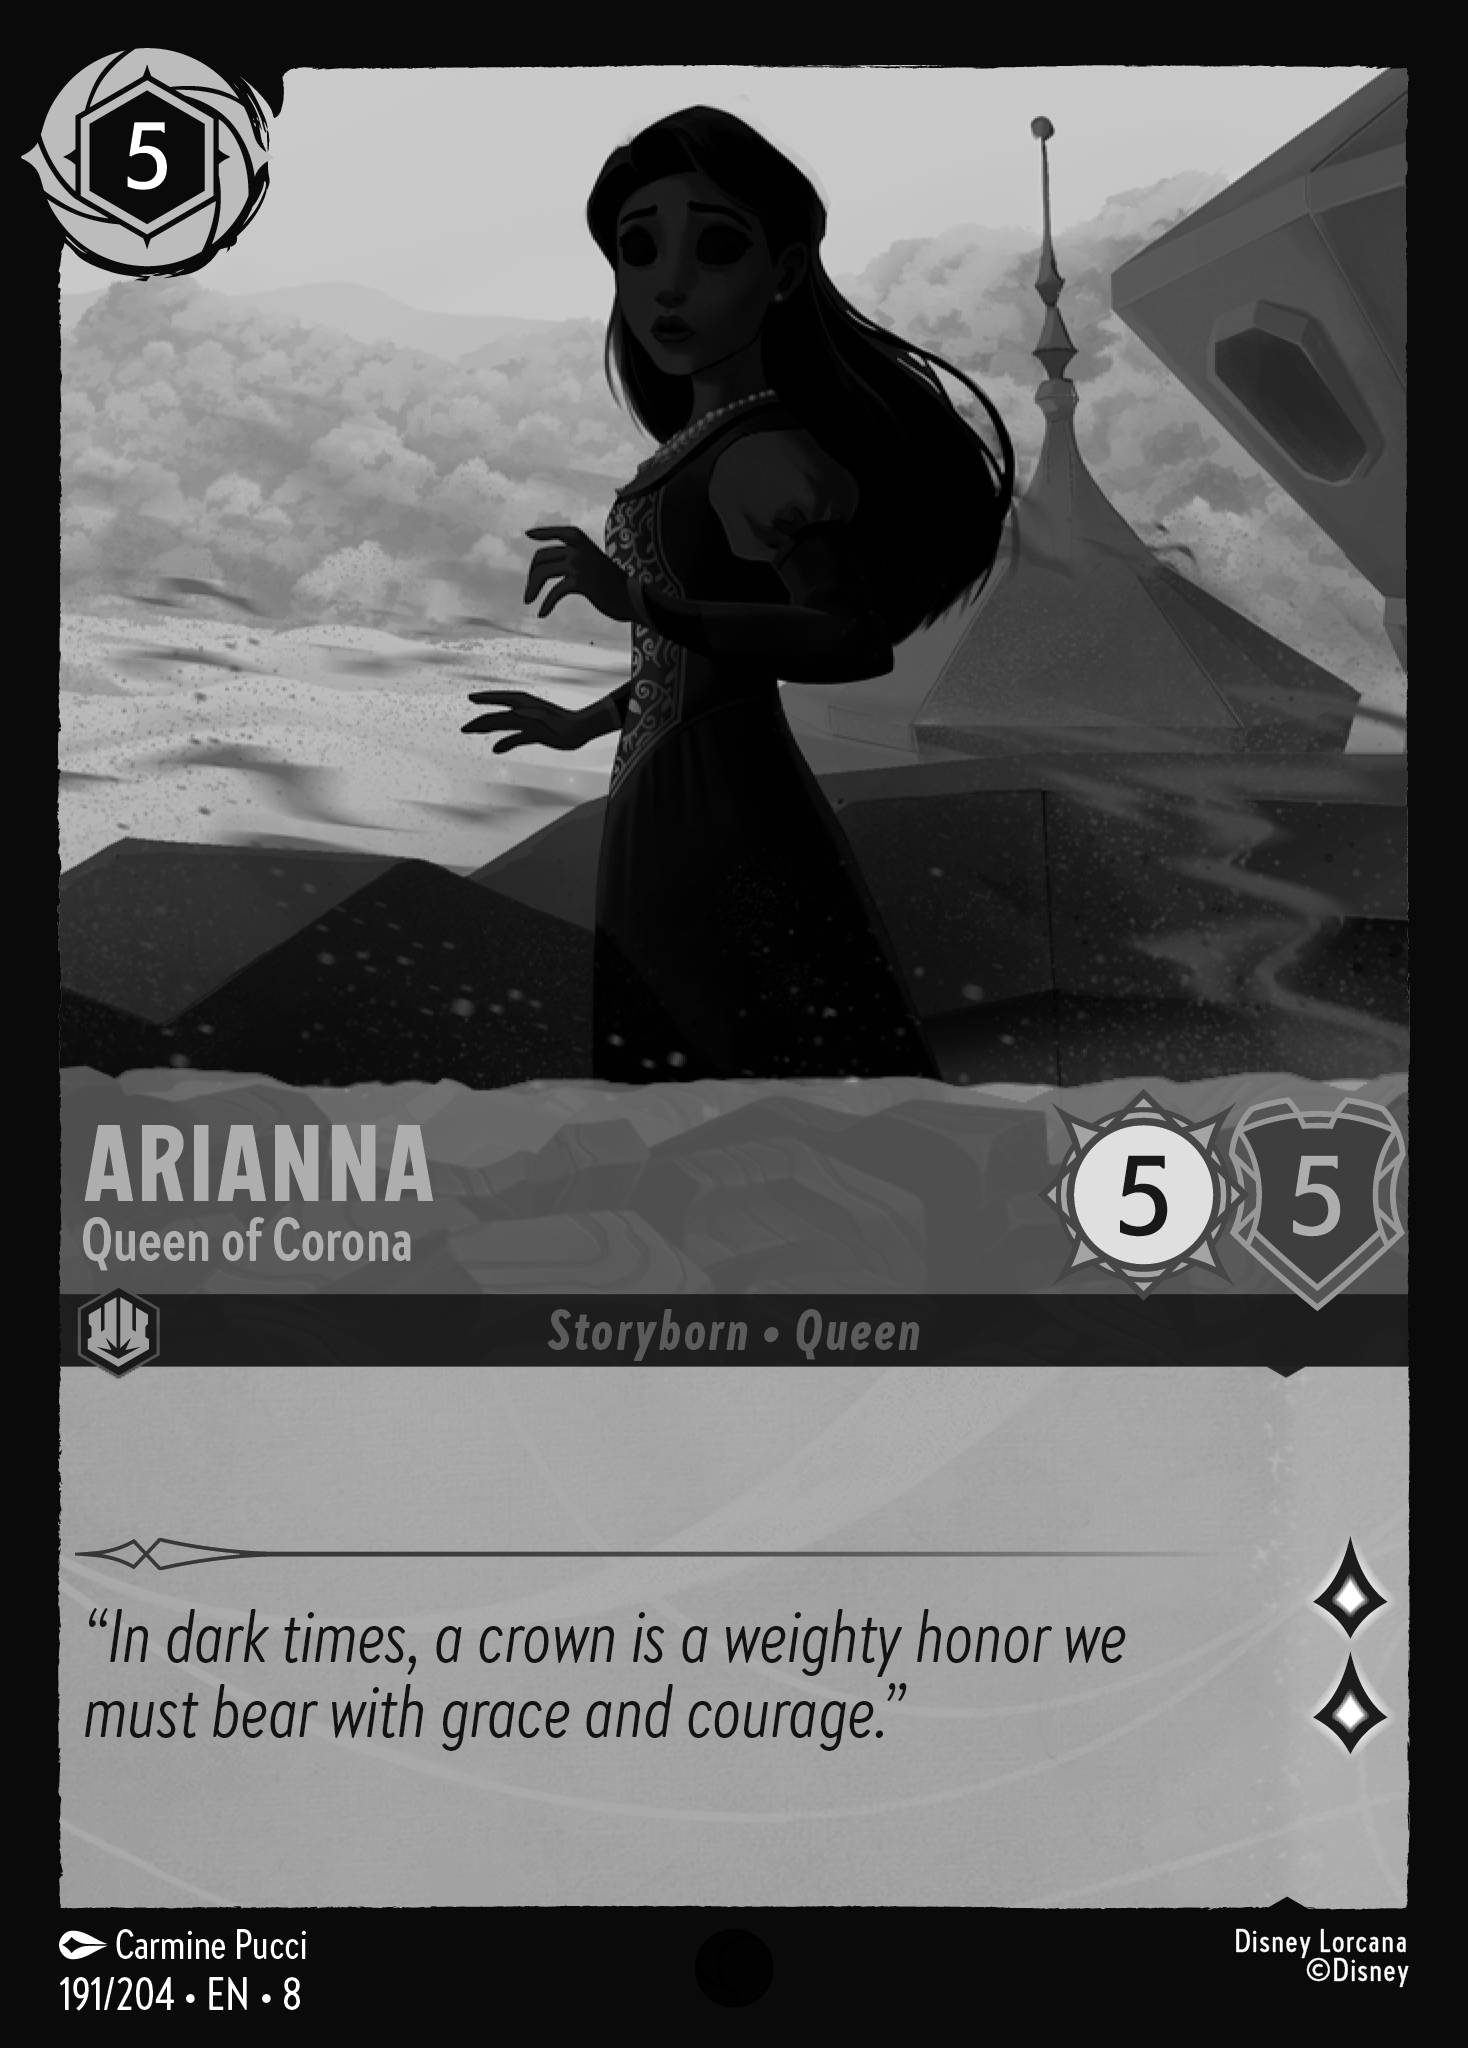 5
ARIANNA
Queen of Corona
5 5
Storyborn • Queen
“In dark times, a crown is a weighty honor we
must bear with grace and courage.”
Carmine Pucci
191/204 • EN • 8
Disney Lorcana
©Disney